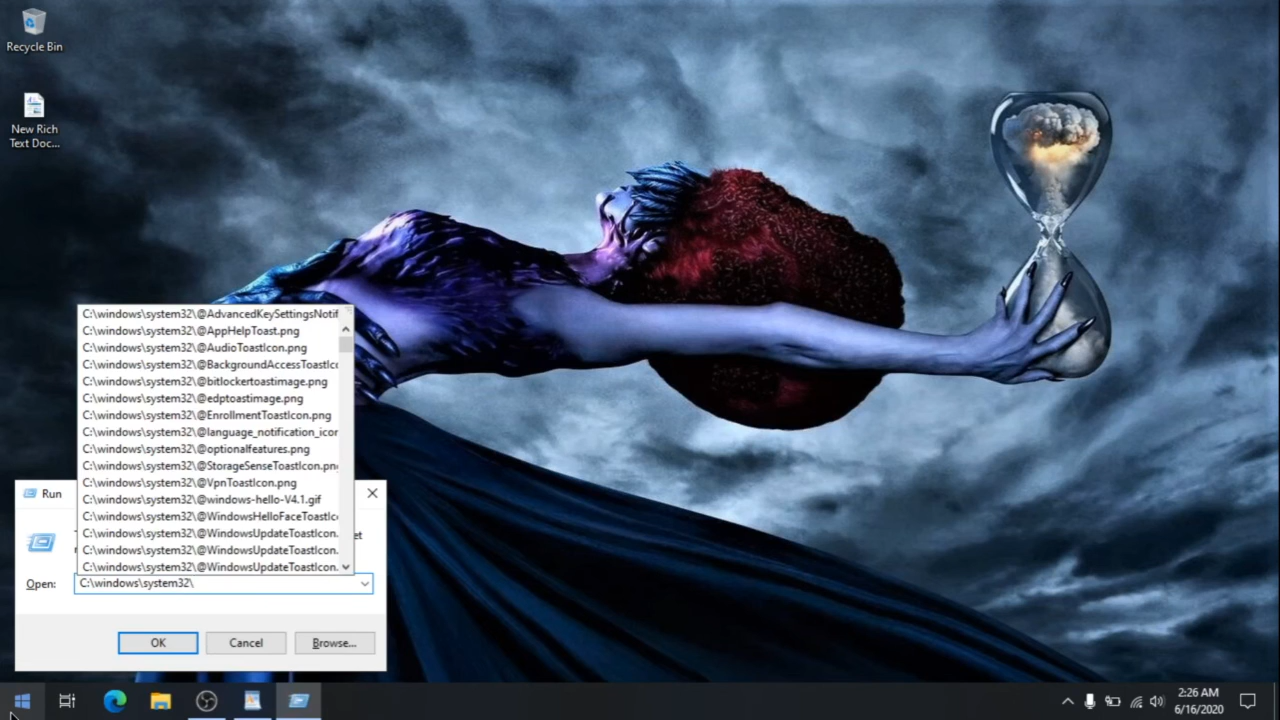 Recycle Bin
New Rich
Text Doc...
C:\windows\system32\@AdvancedKeySettingsNotif
C:\windows\system32\@AppHelpToast.png
C:\windows\system32\@AudioToastIcon.png
C:\windows\system32\@BackgroundAccessToastIc
C:\windows\system32\@bitlockertoastimage.png
C:\windows\system32\@edptoastimage.png
C:\windows\system32\@EnrollmentToastIcon.png
C:\windows\system32\@language_notification_icor
C:\windows\system32\@optionalfeatures.png
C:\windows\system32\@StorageSenseToastIcon.png
C:\windows\system32\@VpnToastIcon.png
C:\windows\system32\@windows-hello-V4.1.gif
C:\windows\system32\@WindowsHelloFaceToastIc
C:\windows\system32\@WindowsUpdateToastIcon.
C:\windows\system32\@WindowsUpdateToastIcon.
C:\windows\system32\@WindowsUpdateToastIcon.
Run
et
Open: C:\windows\system32\
OK Cancel Browse...
2:26 AM
6/16/2020